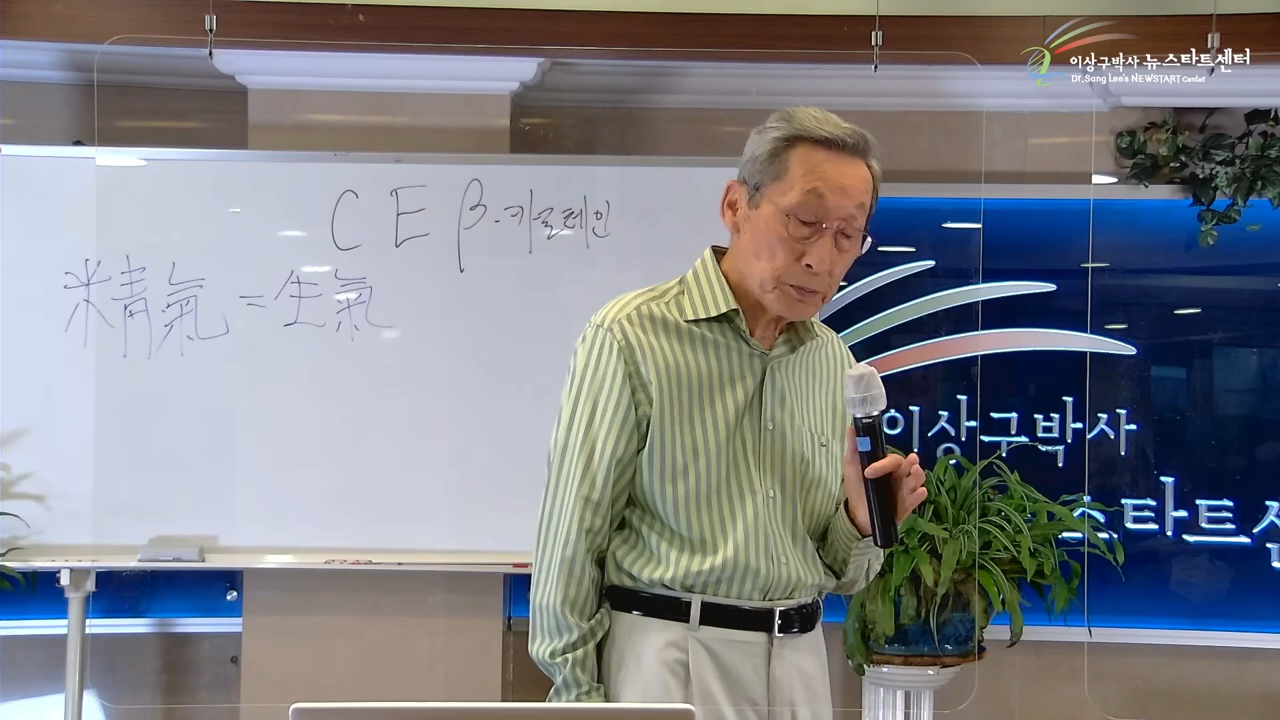 이상구박사 뉴스타트센터
Dr. Sang Lee's NEWSTART Center
C E β-카로테인
精氣 = 生氣
이상구박사
스타트센